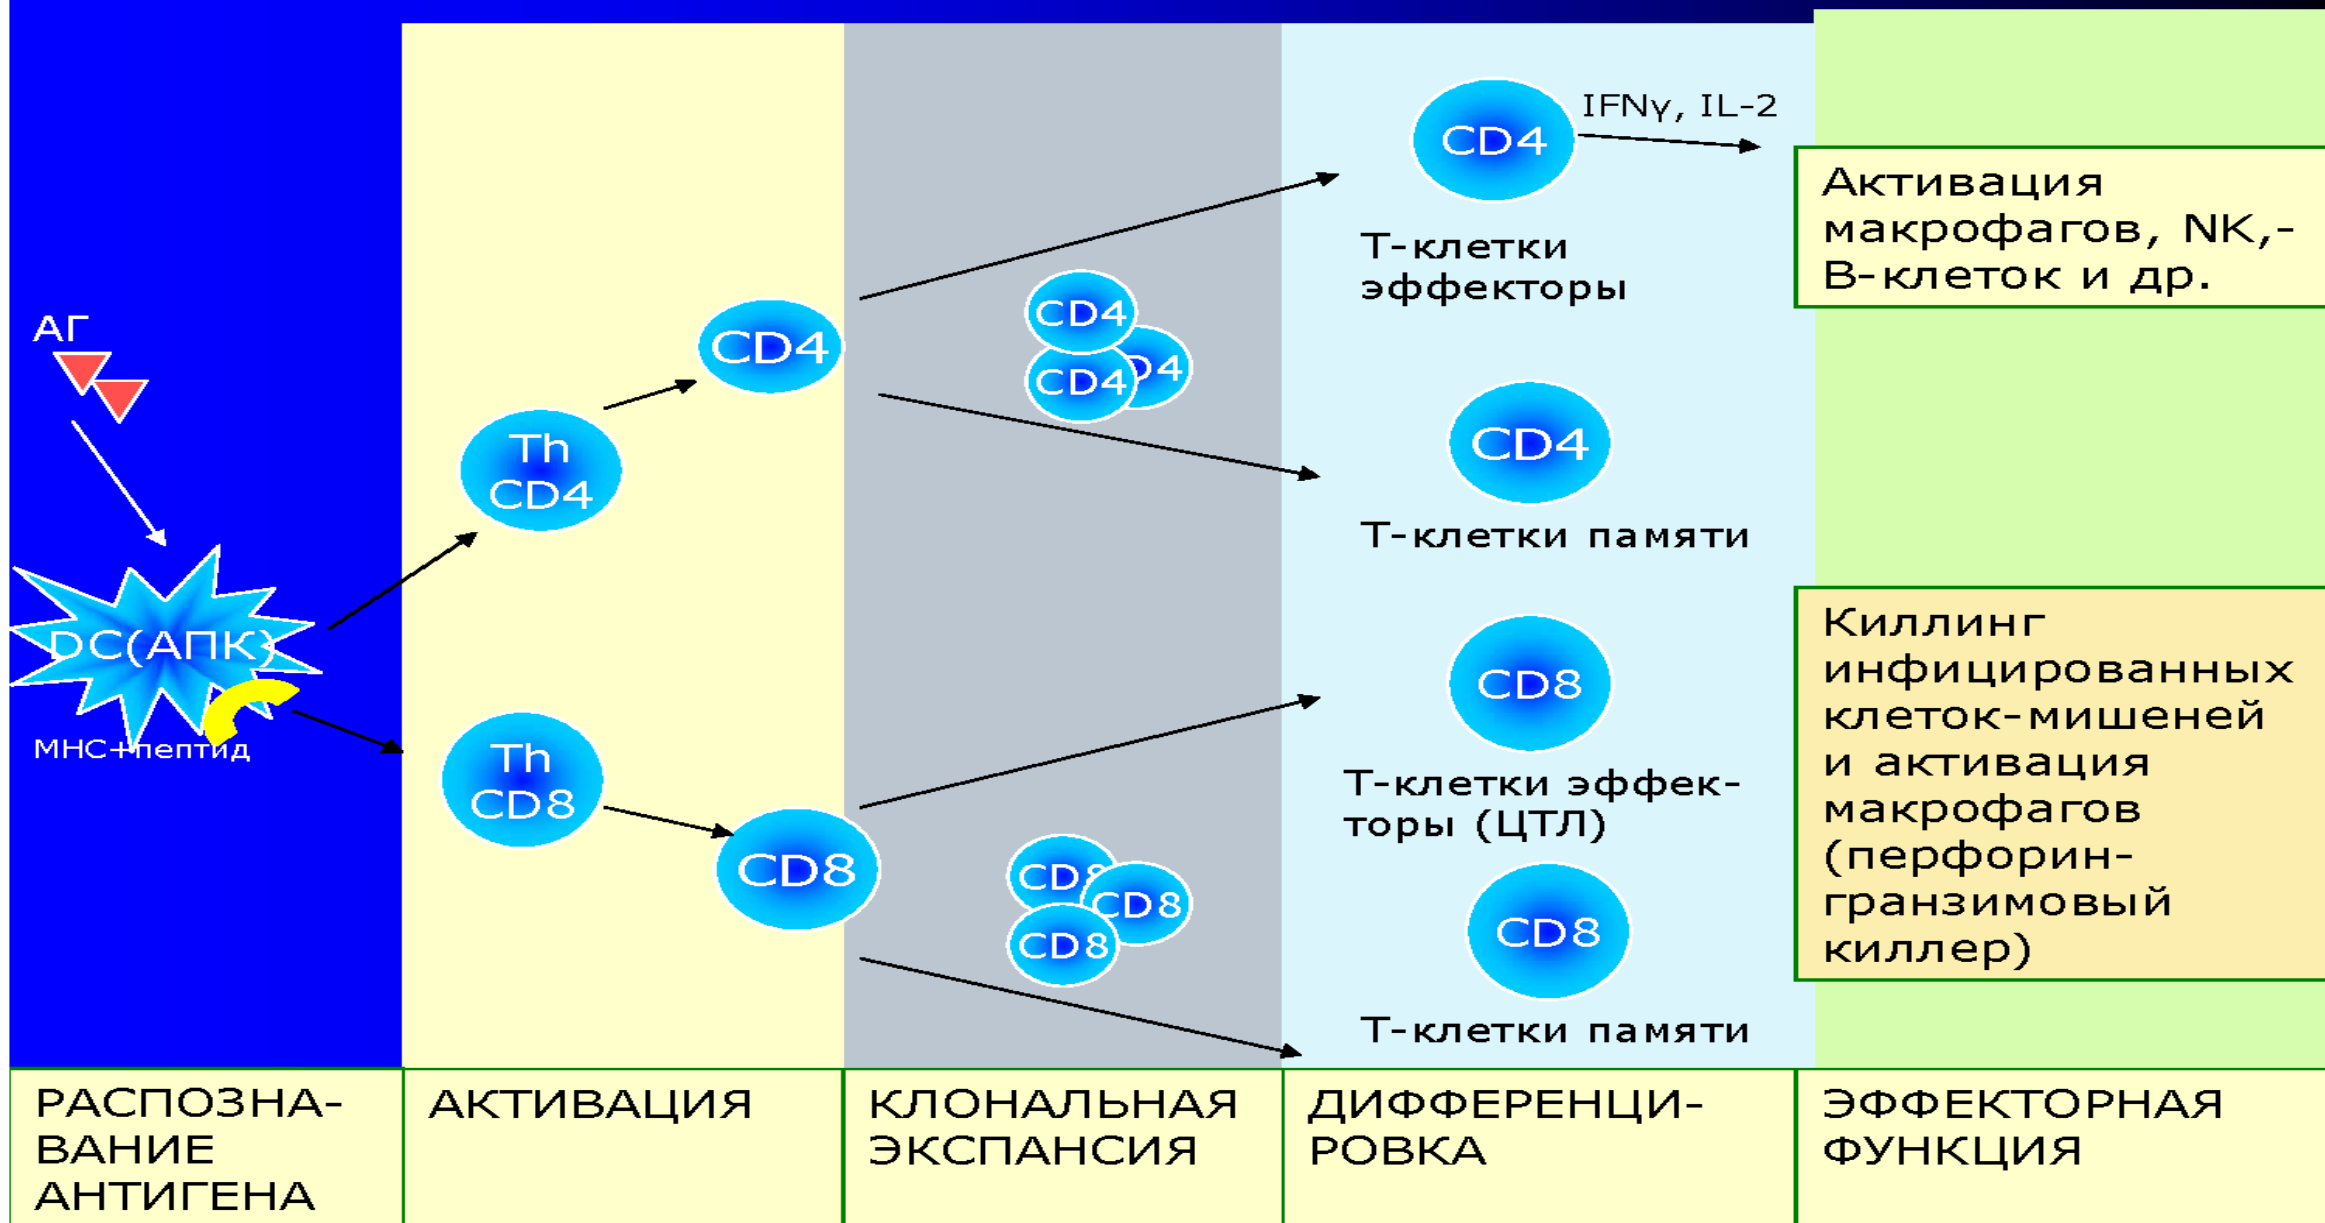 АГ
DC(АПК)
МНС+пептид
Th
CD4
CD4
Th
CD8
CD8
CD4
CD4
D4
CD8
CD8
CD8
CD4
IFNγ, IL-2
Т-клетки
эффекторы
CD4
Т-клетки памяти
CD8
Т-клетки эффек-
торы (ЦТЛ)
CD8
Т-клетки памяти
Активация
макрофагов, NK,-
В-клеток и др.
Киллинг
инфицированных
клеток-мишеней
и активация
макрофагов
(перфорин-
гранзимовый
киллер)
РАСПОЗНА-
ВАНИЕ
АНТИГЕНА
АКТИВАЦИЯ
КЛОНАЛЬНАЯ
ЭКСПАНСИЯ
ДИФФЕРЕНЦИ-
РОВКА
ЭФФЕКТОРНАЯ
ФУНКЦИЯ